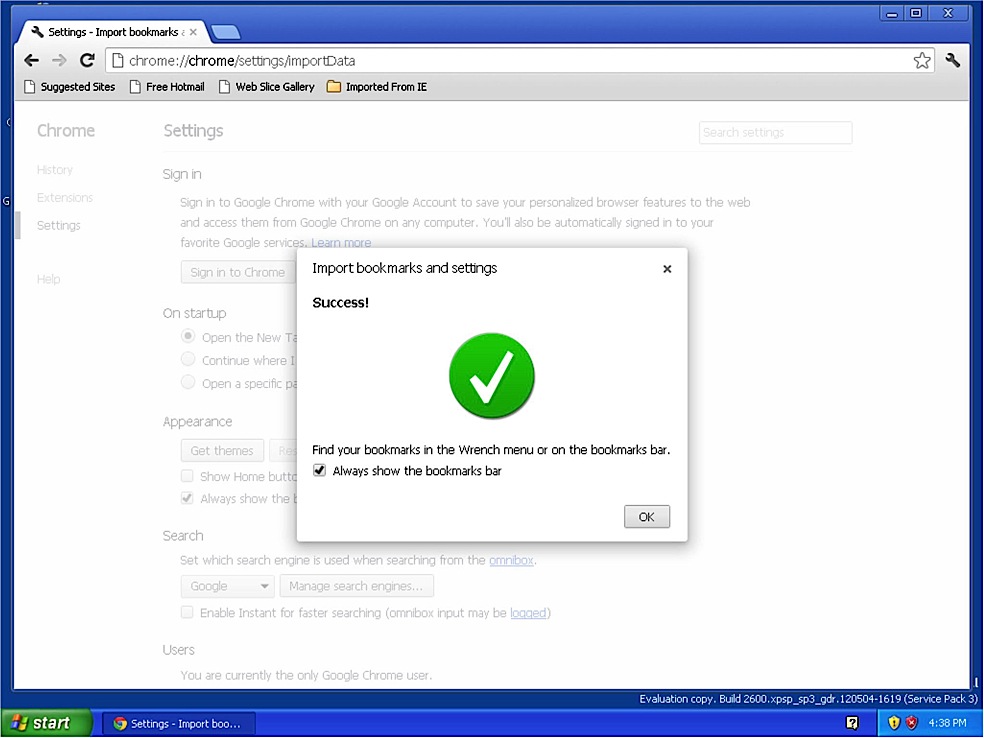 Settings - Import bookmarks a
chrome://chrome/settings/importData
Suggested Sites Free Hotmail Web Slice Gallery Imported From IE
Chrome
Settings
Search settings
History
Extensions
Settings
Help
Sign in
Sign in to Google Chrome with your Google Account to save your personalized browser features to the web
and access them from Google Chrome on any computer. You'll also be automatically signed in to your
favorite Google services. Learn more
Sign in to Chrome
Import bookmarks and settings
Success!
Find your bookmarks in the Wrench menu or on the bookmarks bar.
Always show the bookmarks bar
OK
On startup
Open the New Ta
Continue where I
Open a specific pa
Appearance
Get themes Res
Show Home butto
Always show the b
Search
Set which search engine is used when searching from the omnibox.
Google Manage search engines...
Enable Instant for faster searching (omnibox input may be logged)
Users
You are currently the only Google Chrome user.
Evaluation copy. Build 2600.xpsp_sp3_gdr.120504-1619 (Service Pack 3)
start Settings - Import boo... 4:38 PM